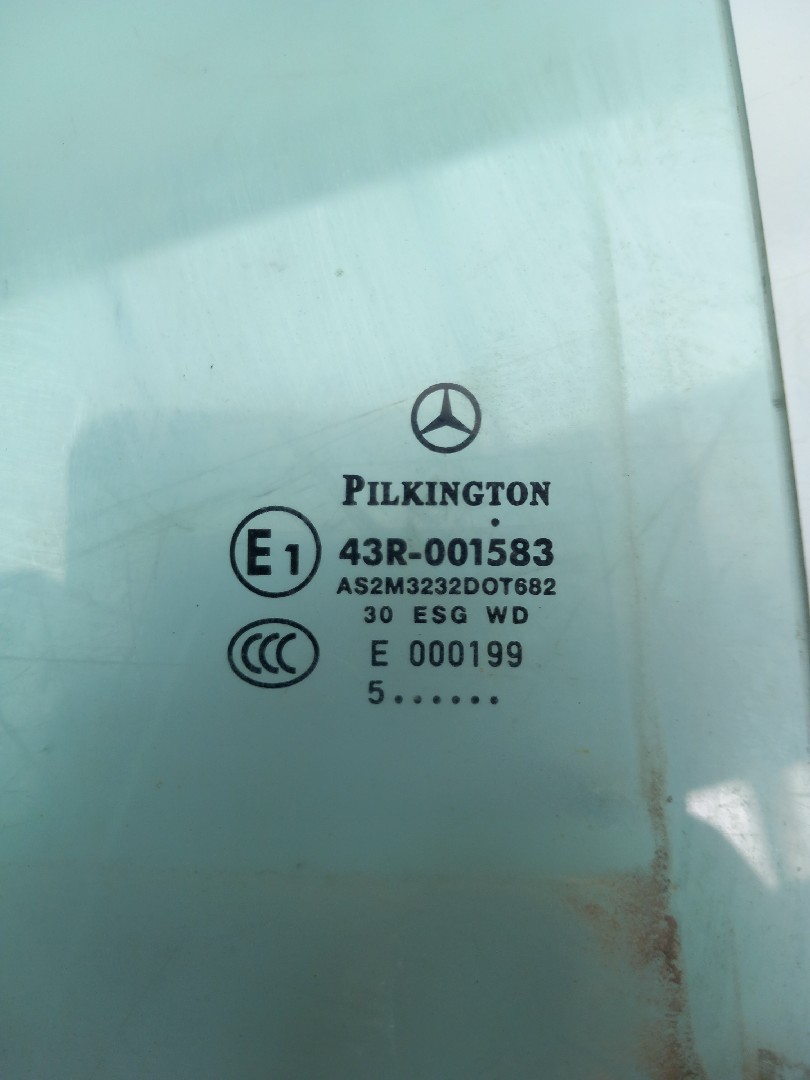 PILKINGTON
E1 43R-001583
AS2M3232DOT682
30 ESG WD
CCC E 000199
5......